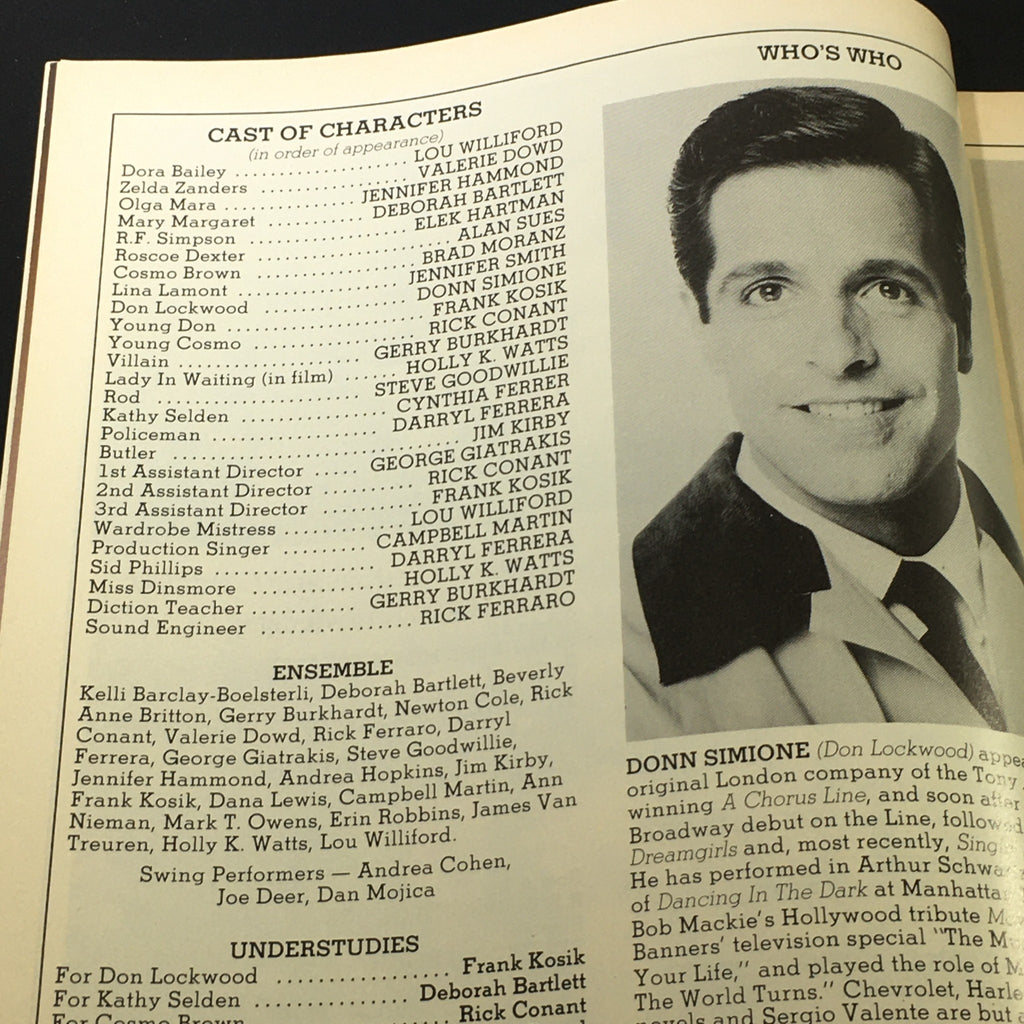 WHO'S WHO
CAST OF CHARACTERS
(in order of appearance)
Dora Bailey .................... LOU WILLIFORD
Zelda Zanders .................... VALERIE DOWD
Olga Mara .................... JENNIFER HAMMOND
Mary Margaret ............... DEBORAH BARTLETT
R.F. Simpson .................... ELEK HARTMAN
Roscoe Dexter .................... ALAN SUES
Cosmo Brown .................... BRAD MORANZ
Lina Lamont .................... JENNIFER SMITH
Don Lockwood .................... DONN SIMIONE
Young Don .................... FRANK KOSIK
Young Cosmo .................... RICK CONANT
Villain .................... GERRY BURKHARDT
Lady In Waiting (in film) ...... HOLLY K. WATTS
Rod .................... STEVE GOODWILLIE
Kathy Selden .................... CYNTHIA FERRER
Policeman .................... DARRYL FERRERA
Butler .................... JIM KIRBY
1st Assistant Director ..... GEORGE GIATRAKIS
2nd Assistant Director .......... RICK CONANT
3rd Assistant Director ............ FRANK KOSIK
Wardrobe Mistress ............ LOU WILLIFORD
Production Singer ......... CAMPBELL MARTIN
Sid Phillips .................... DARRYL FERRERA
Miss Dinsmore ................ HOLLY K. WATTS
Diction Teacher ........... GERRY BURKHARDT
Sound Engineer ................ RICK FERRARO
ENSEMBLE
Kelli Barclay-Boelsterli, Deborah Bartlett, Beverly
Anne Britton, Gerry Burkhardt, Newton Cole, Rick
Conant, Valerie Dowd, Rick Ferraro, Darryl
Ferrera, George Giatrakis, Steve Goodwillie,
Jennifer Hammond, Andrea Hopkins, Jim Kirby,
Frank Kosik, Dana Lewis, Campbell Martin, Ann
Nieman, Mark T. Owens, Erin Robbins, James Van
Treuren, Holly K. Watts, Lou Williford.
Swing Performers — Andrea Cohen,
Joe Deer, Dan Mojica
UNDERSTUDIES
For Don Lockwood .............. Frank Kosik
For Kathy Selden .............. Deborah Bartlett
For Cosmo Brown Rick Conant
DONN SIMIONE (Don Lockwood)
original London company of the Tony
winning A Chorus Line, and soon after
Broadway debut on the Line,
Dreamgirls and, most recently,
He has performed in Arthur
of Dancing In The Dark at
Bob Mackie's Hollywood tribute
Banners' television special "The
Your Life," and played the role of
The World Turns." Chevrolet,
novels and Sergio Valente are but